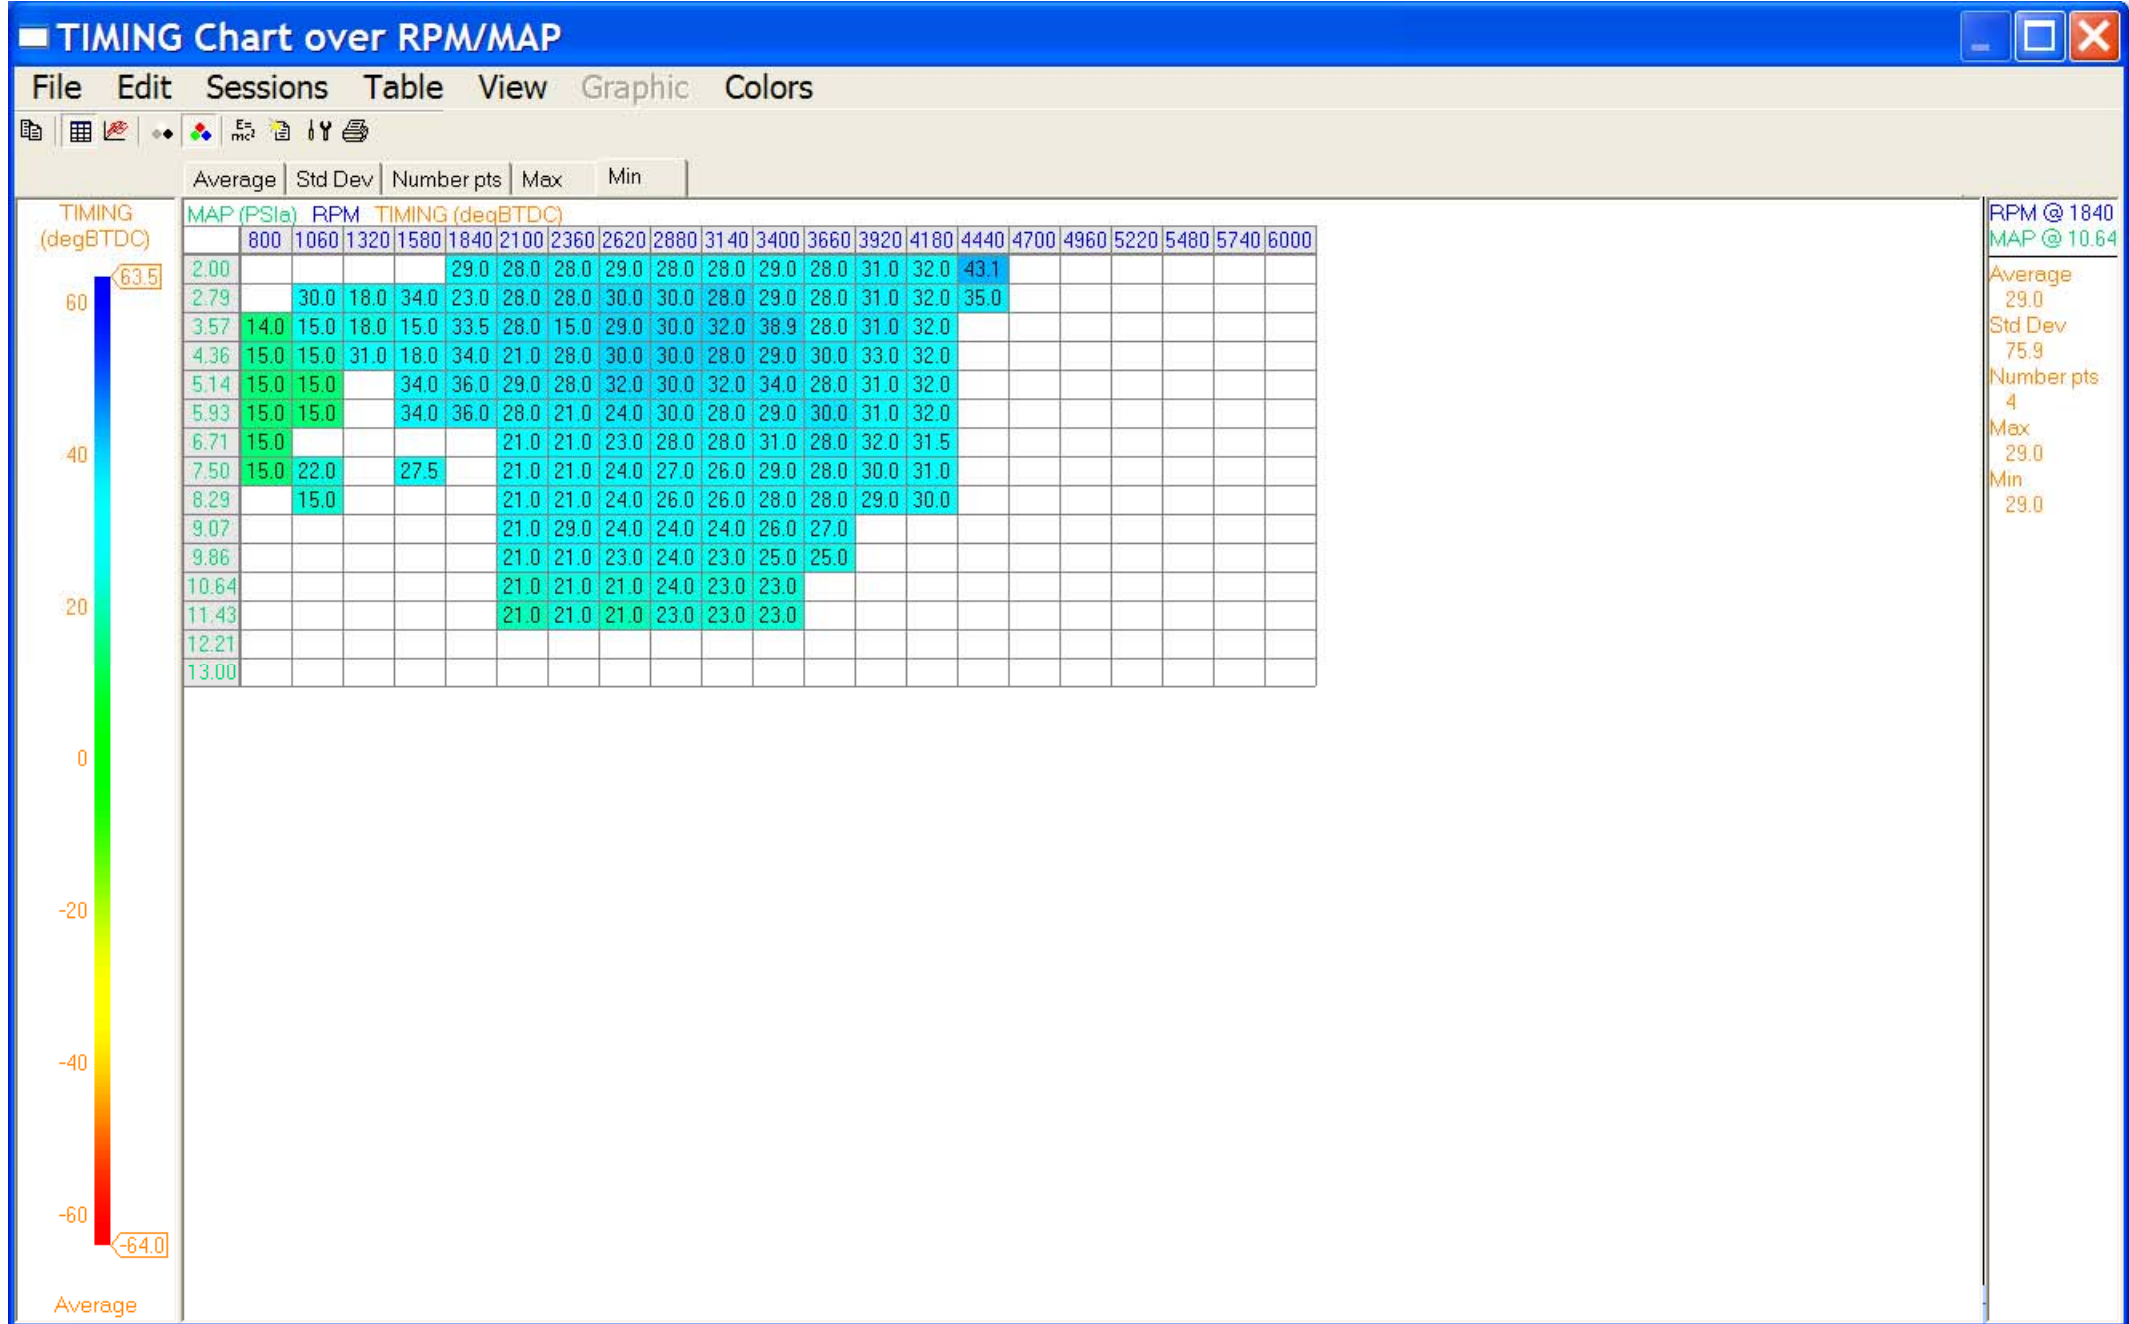 TIMING Chart over RPM/MAP
File Edit Sessions Table View Graphic Colors
E= mc²
Average Std Dev Number pts Max Min
TIMING
(degBTDC)
63.5
60
40
20
0
-20
-40
-60
-64.0
Average
MAP (PSIa) RPM TIMING (degBTDC)
800 1060 1320 1580 1840 2100 2360 2620 2880 3140 3400 3660 3920 4180 4440 4700 4960 5220 5480 5740 6000
2.00 29.0 28.0 28.0 29.0 28.0 28.0 29.0 28.0 31.0 32.0 43.1
2.79 30.0 18.0 34.0 23.0 28.0 28.0 30.0 30.0 28.0 29.0 28.0 31.0 32.0 35.0
3.57 14.0 15.0 18.0 15.0 33.5 28.0 15.0 29.0 30.0 32.0 38.9 28.0 31.0 32.0
4.36 15.0 15.0 31.0 18.0 34.0 21.0 28.0 30.0 30.0 28.0 29.0 30.0 33.0 32.0
5.14 15.0 15.0 34.0 36.0 29.0 28.0 32.0 30.0 32.0 34.0 28.0 31.0 32.0
5.93 15.0 15.0 34.0 36.0 28.0 21.0 24.0 30.0 28.0 29.0 30.0 31.0 32.0
6.71 15.0 21.0 21.0 23.0 28.0 28.0 31.0 28.0 32.0 31.5
7.50 15.0 22.0 27.5 21.0 21.0 24.0 27.0 26.0 29.0 28.0 30.0 31.0
8.29 15.0 21.0 21.0 24.0 26.0 26.0 28.0 28.0 29.0 30.0
9.07 21.0 29.0 24.0 24.0 24.0 26.0 27.0
9.86 21.0 21.0 23.0 24.0 23.0 25.0 25.0
10.64 21.0 21.0 21.0 24.0 23.0 23.0
11.43 21.0 21.0 21.0 23.0 23.0 23.0
12.21
13.00
RPM @ 1840
MAP @ 10.64
Average
29.0
Std Dev
75.9
Number pts
4
Max
29.0
Min
29.0